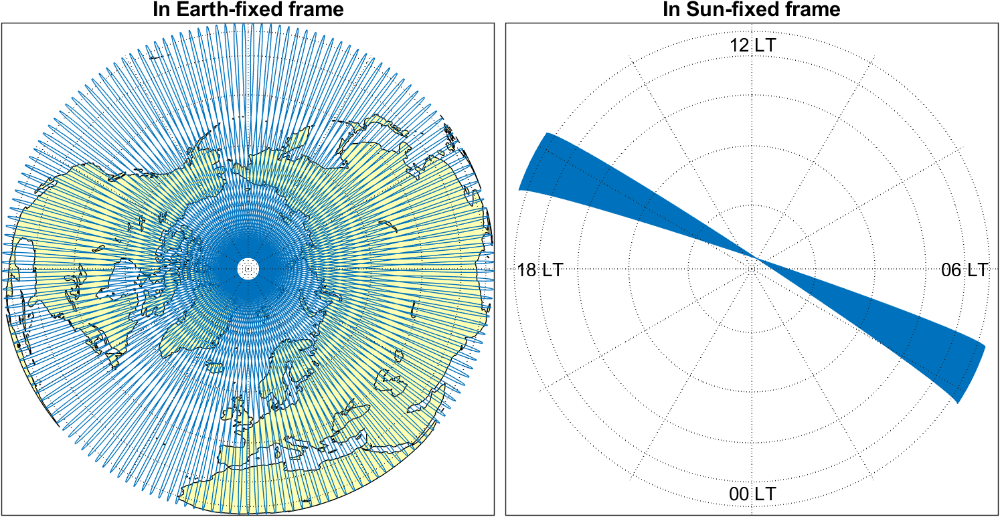 In Earth-fixed frame
In Sun-fixed frame
12 LT
18 LT
06 LT
00 LT